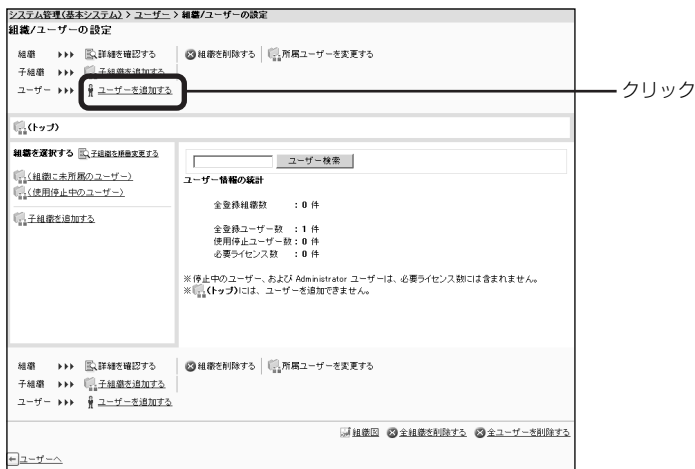 システム管理(基本システム) > ユーザー > 組織/ユーザーの設定
組織/ユーザーの設定
組織 ▶▶▶ 詳細を確認する 組織を削除する 所属ユーザーを変更する
子組織 ▶▶▶ 子組織を追加する
ユーザー ▶▶▶ ユーザーを追加する
クリック
(トップ)
組織を選択する 子組織を順番変更する
(組織に未所属のユーザー)
(使用停止中のユーザー)
子組織を追加する
ユーザー検索
ユーザー情報の統計
全登録組織数 : 0 件
全登録ユーザー数 : 1 件
使用停止ユーザー数 : 0 件
必要ライセンス数 : 0 件
※停止中のユーザー、および Administrator ユーザーは、必要ライセンス数には含まれません。
※(トップ)には、ユーザーを追加できません。
組織 ▶▶▶ 詳細を確認する 組織を削除する 所属ユーザーを変更する
子組織 ▶▶▶ 子組織を追加する
ユーザー ▶▶▶ ユーザーを追加する
組織図 全組織を削除する 全ユーザーを削除する
ユーザーへ